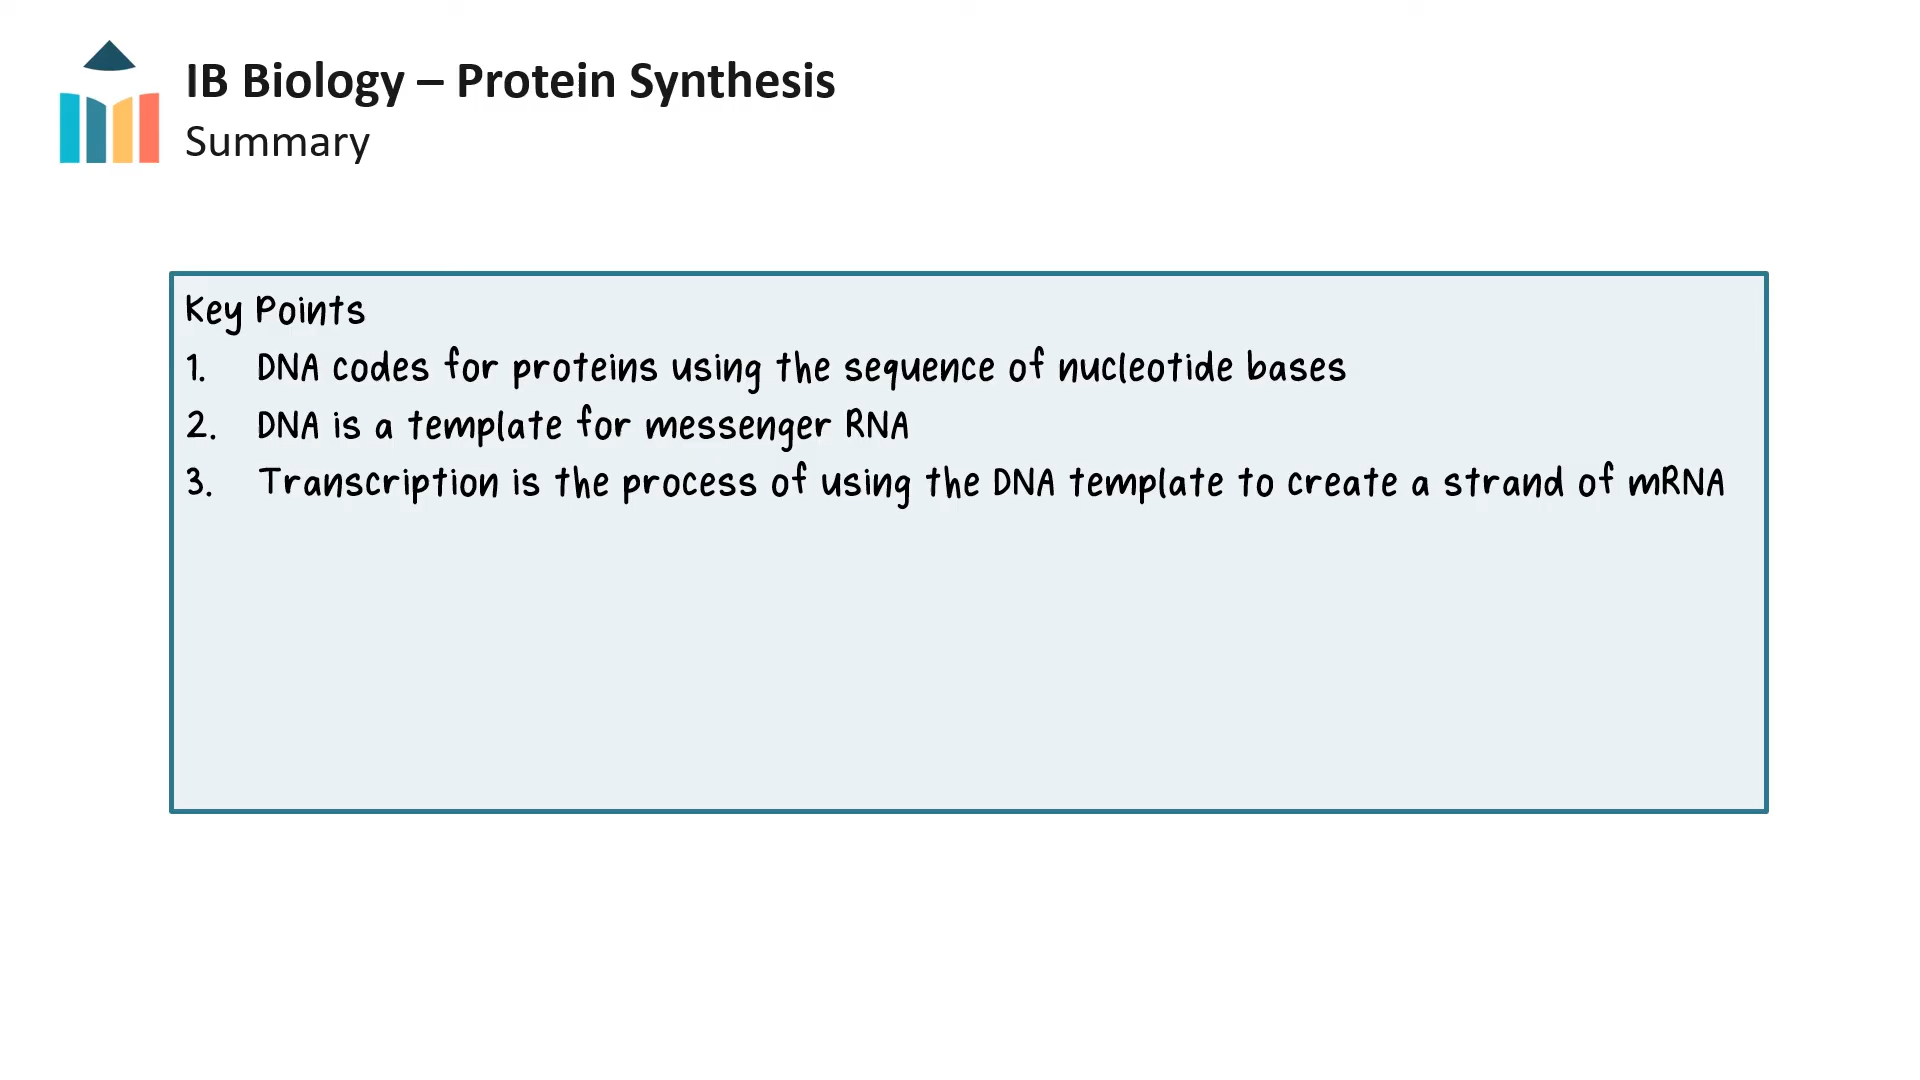 IB Biology – Protein Synthesis
Summary
Key Points
1. DNA codes for proteins using the sequence of nucleotide bases
2. DNA is a template for messenger RNA
3. Transcription is the process of using the DNA template to create a strand of mRNA